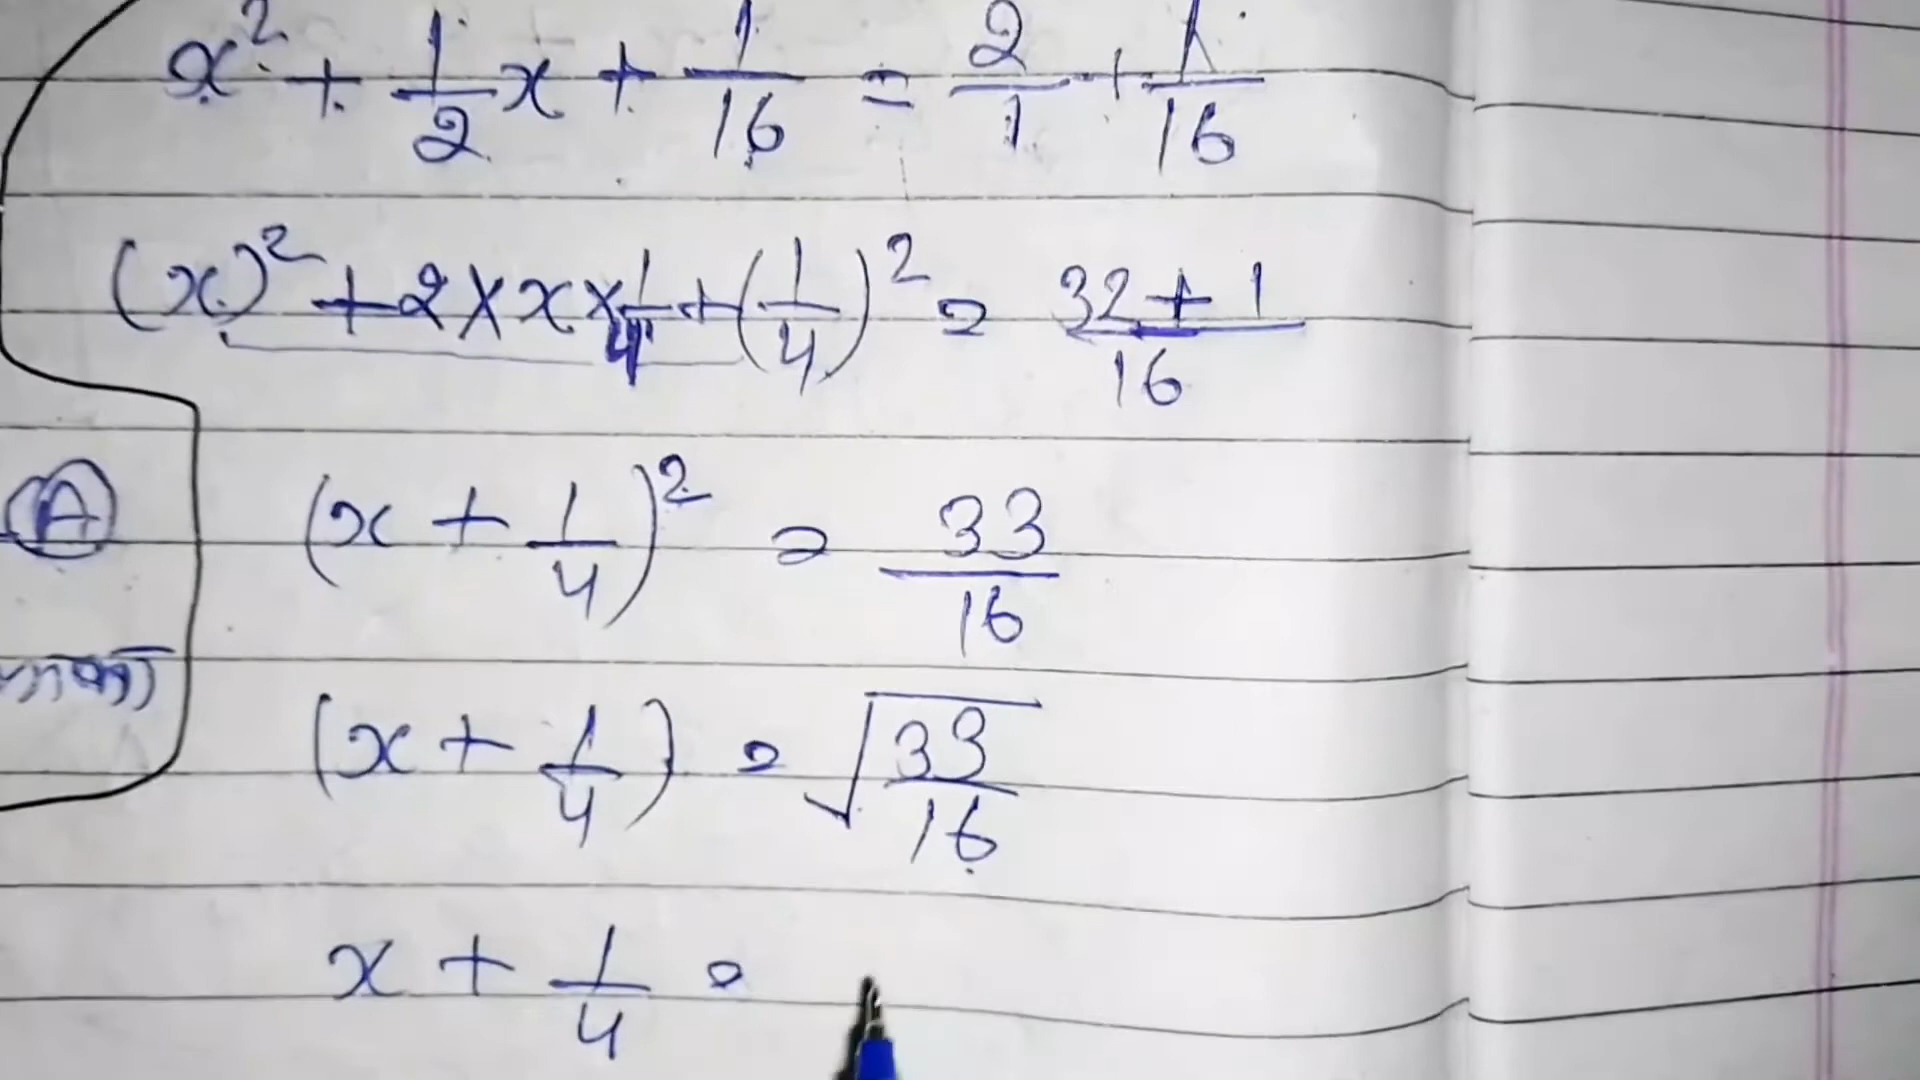 x² + 1/2 x + 1/16 = 2/1 + 1/16
(x)² + 2 × x × 1/4 + (1/4)² = 32 + 1/16
(x + 1/4)² = 33/16
(A)
(x + 1/4) = √33/16
x + 1/4 =